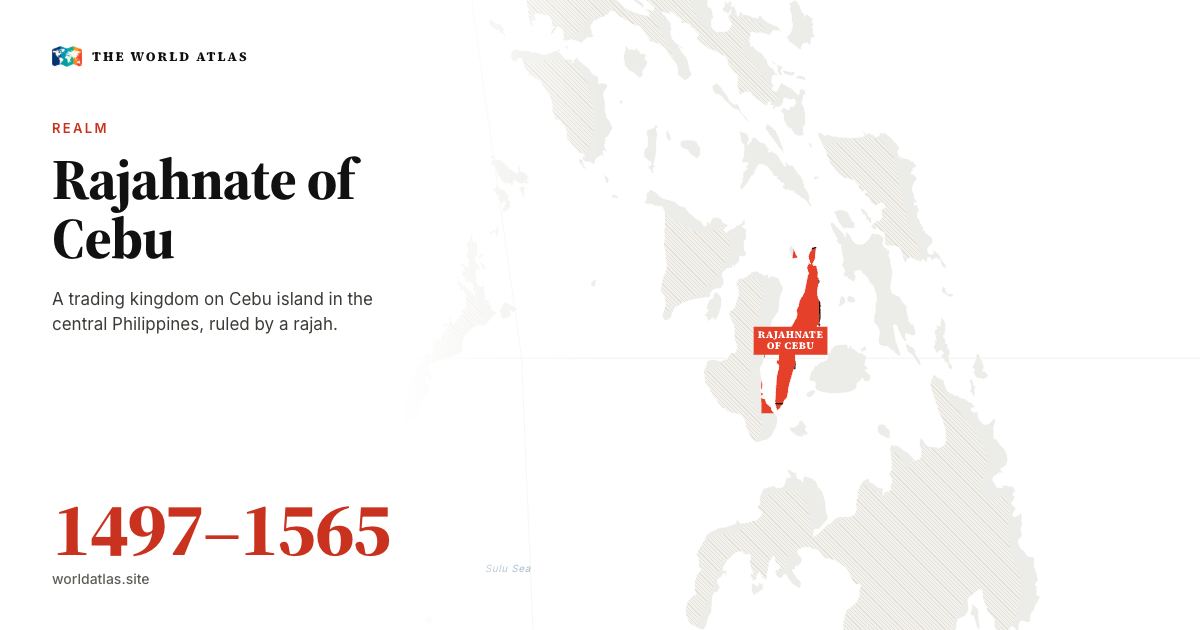 THE WORLD ATLAS
REALM
Rajahnate of
Cebu
A trading kingdom on Cebu island in the
central Philippines, ruled by a rajah.
RAJAHNATE
OF CEBU
1497–1565
worldatlas.site
Sulu Sea